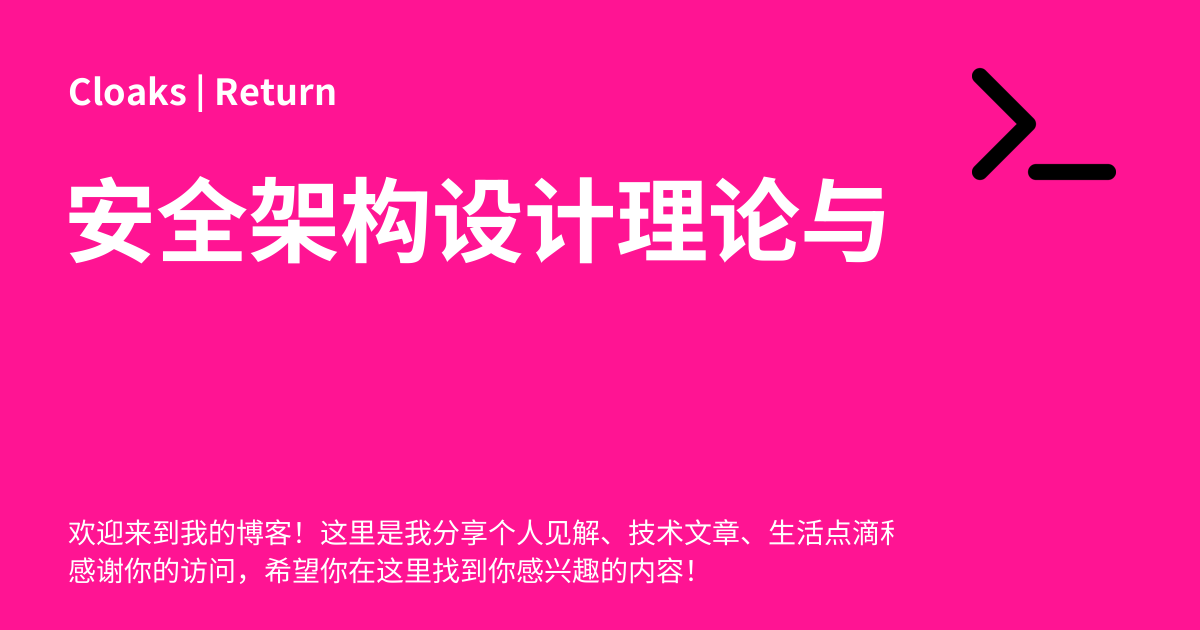 Cloaks | Return
安全架构设计理论与
欢迎来到我的博客！这里是我分享个人见解、技术文章、生活点滴
感谢你的访问，希望你在这里找到你感兴趣的内容！